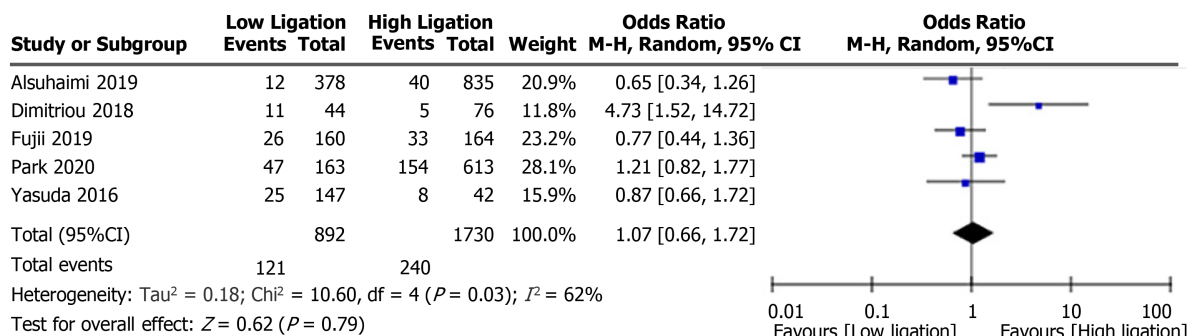 Low Ligation High Ligation Odds Ratio Odds Ratio
Study or Subgroup Events Total Events Total Weight M-H, Random, 95% CI M-H, Random, 95%CI
Alsuhaimi 2019 12 378 40 835 20.9% 0.65 [0.34, 1.26]
Dimitriou 2018 11 44 5 76 11.8% 4.73 [1.52, 14.72]
Fujii 2019 26 160 33 164 23.2% 0.77 [0.44, 1.36]
Park 2020 47 163 154 613 28.1% 1.21 [0.82, 1.77]
Yasuda 2016 25 147 8 42 15.9% 0.87 [0.66, 1.72]
Total (95%CI) 892 1730 100.0% 1.07 [0.66, 1.72]
Total events 121 240
Heterogeneity: Tau² = 0.18; Chi² = 10.60, df = 4 (P = 0.03); I² = 62%
Test for overall effect: Z = 0.62 (P = 0.79)
0.01 0.1 1 10 100
Favours [Low ligation] Favours [High ligation]